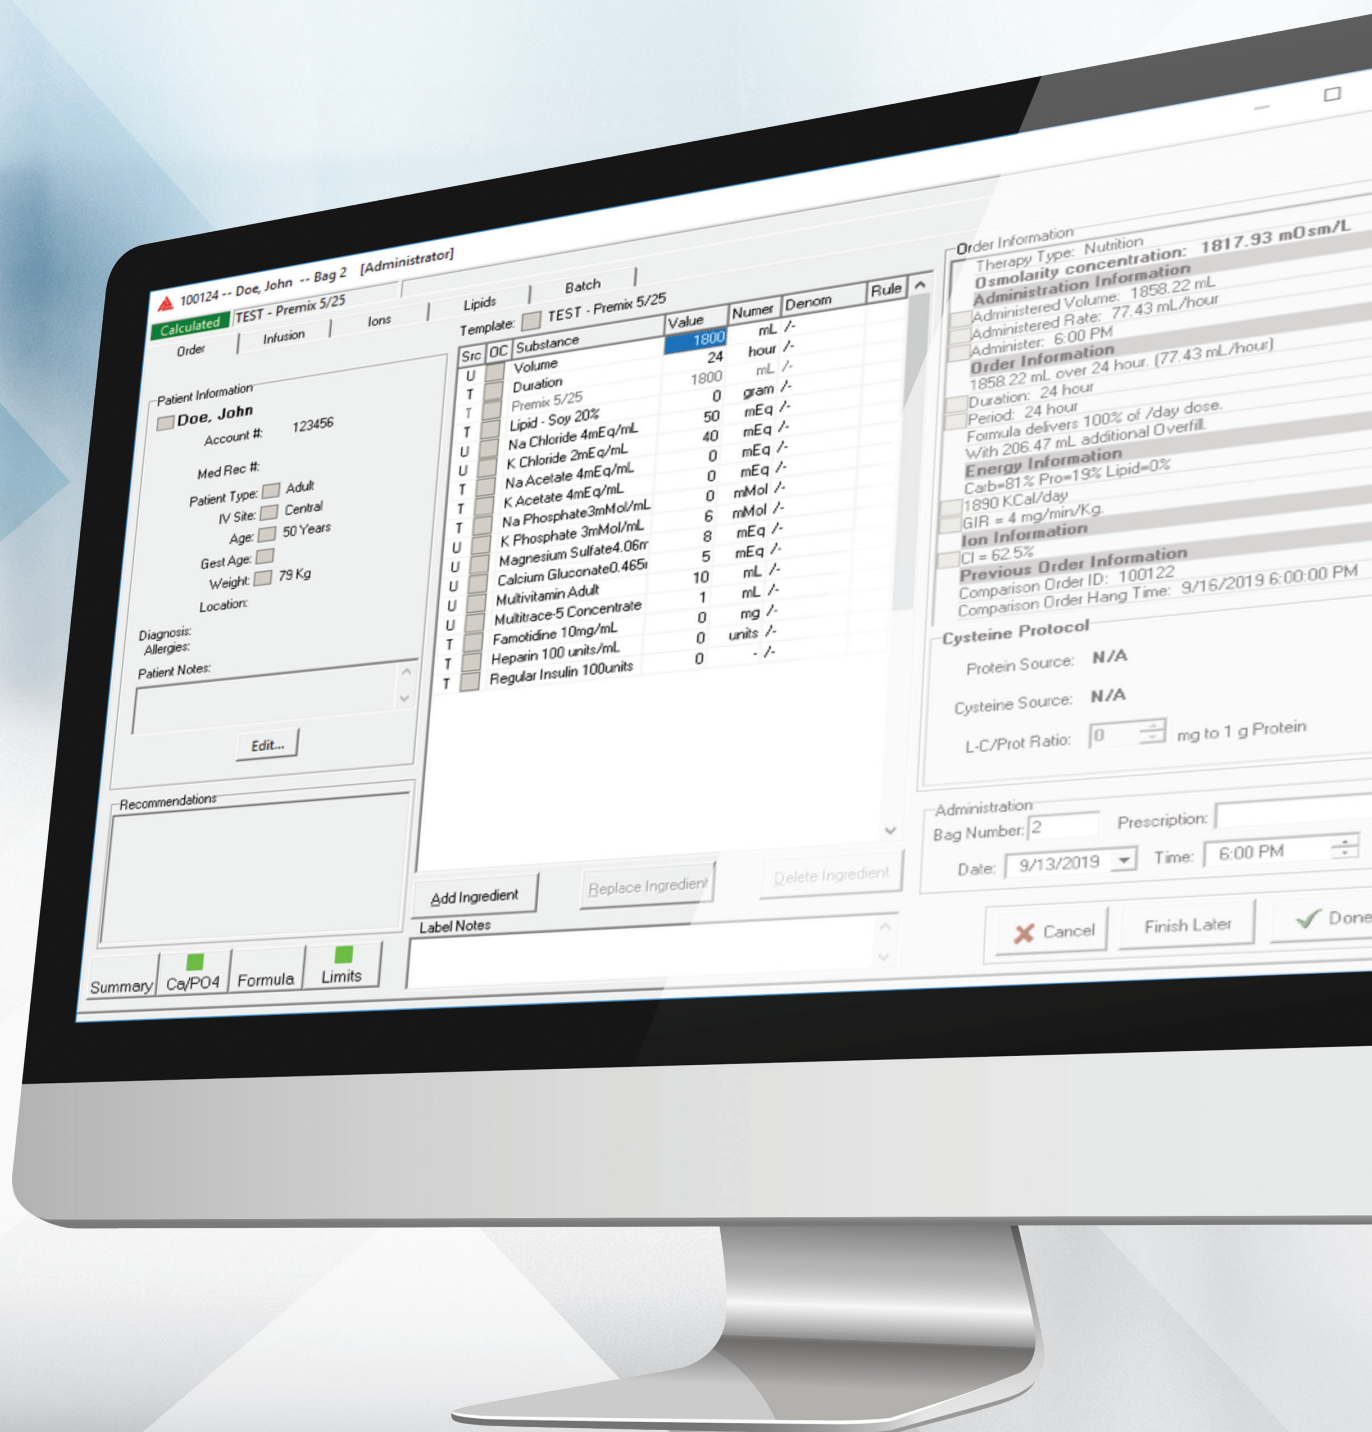 100124 -- Doe, John -- Bag 2 [Administrator]
Calculated TEST - Premix 5/25
Order Infusion Ions Lipids Batch
Patient Information
Doe, John
Account #: 123456
Med Rec #:
Patient Type: Adult
IV Site: Central
Age: 50 Years
Gest Age:
Weight: 79 Kg
Location:
Diagnosis:
Allergies:
Patient Notes:
Edit...
Recommendations
Summary Ca/PO4 Formula Limits
Template: TEST - Premix 5/25
Src OC Substance Value Numer Denom Rule
U Volume 1800 mL /-
T Duration 24 hour /-
T Premix 5/25 1800 mL /-
T Lipid - Soy 20% 0 gram /-
U Na Chloride 4mEq/mL 50 mEq /-
U K Chloride 2mEq/mL 40 mEq /-
T Na Acetate 4mEq/mL 0 mEq /-
T K Acetate 4mEq/mL 0 mEq /-
T Na Phosphate3mMol/mL 0 mMol /-
U K Phosphate 3mMol/mL 6 mMol /-
U Magnesium Sulfate4.06m 8 mEq /-
U Calcium Gluconate0.465 5 mEq /-
U Multivitamin Adult 10 mL /-
U Multitrace-5 Concentrate 1 mL /-
T Famotidine 10mg/mL 0 mg /-
T Heparin 100 units/mL 0 units /-
T Regular Insulin 100units 0 - /-
Add Ingredient Replace Ingredient Delete Ingredient
Label Notes
Order Information
Therapy Type: Nutrition
Osmolarity concentration: 1817.93 mOsm/L
Administration Information
Administered Volume: 1858.22 mL
Administered Rate: 77.43 mL/hour
Administer: 6:00 PM
Order Information
1858.22 mL over 24 hour. (77.43 mL/hour)
Duration: 24 hour
Period: 24 hour
Formula delivers 100% of /day dose.
With 206.47 mL additional Overfill.
Energy Information
Carb=81% Pro=19% Lipid=0%
1890 KCal/day
GIR = 4 mg/min/Kg.
Ion Information
Cl = 62.5%
Previous Order Information
Comparison Order ID: 100122
Comparison Order Hang Time: 9/16/2019 6:00:00 PM
Cysteine Protocol
Protein Source: N/A
Cysteine Source: N/A
L-C/Prot Ratio: 0 mg to 1 g Protein
Administration
Bag Number: 2 Prescription:
Date: 9/13/2019 Time: 6:00 PM
Cancel Finish Later Done